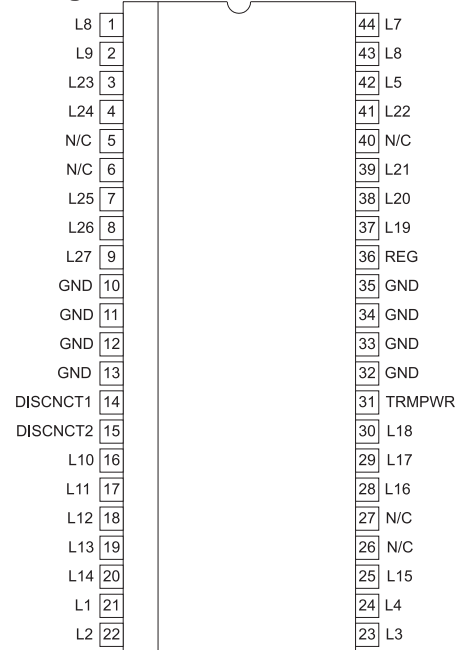 L8 1 44 L7
L9 2 43 L8
L23 3 42 L5
L24 4 41 L22
N/C 5 40 N/C
N/C 6 39 L21
L25 7 38 L20
L26 8 37 L19
L27 9 36 REG
GND 10 35 GND
GND 11 34 GND
GND 12 33 GND
GND 13 32 GND
DISCNCT1 14 31 TRMPWR
DISCNCT2 15 30 L18
L10 16 29 L17
L11 17 28 L16
L12 18 27 N/C
L13 19 26 N/C
L14 20 25 L15
L1 21 24 L4
L2 22 23 L3